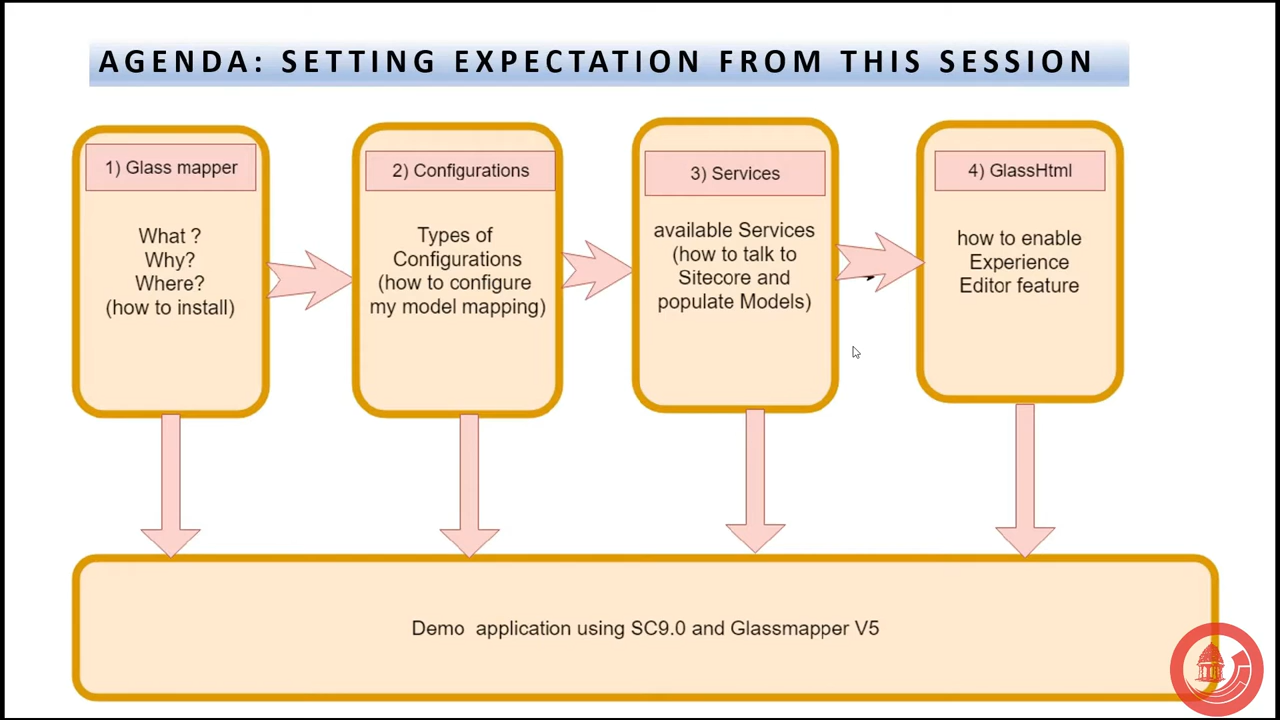 AGENDA: SETTING EXPECTATION FROM THIS SESSION
1) Glass mapper
What ?
Why?
Where?
(how to install)
2) Configurations
Types of
Configurations
(how to configure
my model mapping)
3) Services
available Services
(how to talk to
Sitecore and
populate Models)
4) GlassHtml
how to enable
Experience
Editor feature
Demo application using SC9.0 and Glassmapper V5